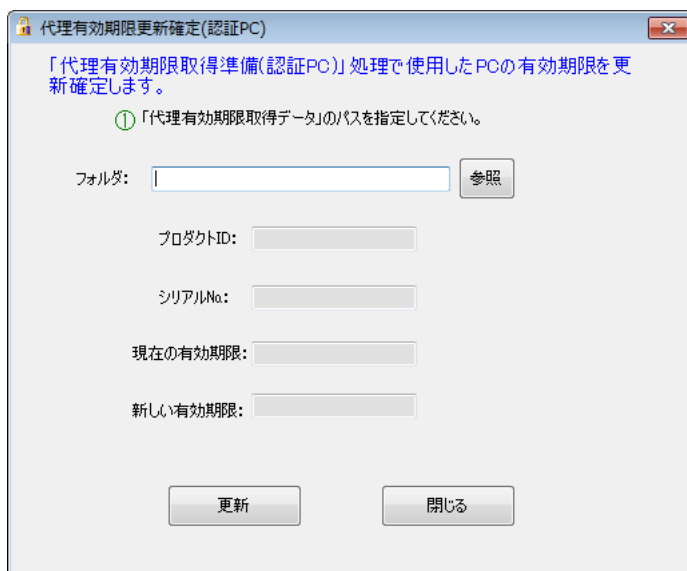 代理有効期限更新確定(認証PC)
「代理有効期限取得準備(認証PC)」処理で使用したPCの有効期限を更
新確定します。
①「代理有効期限取得データ」のパスを指定してください。
フォルダ:
参照
プロダクトID:
シリアルNo.:
現在の有効期限:
新しい有効期限:
更新
閉じる